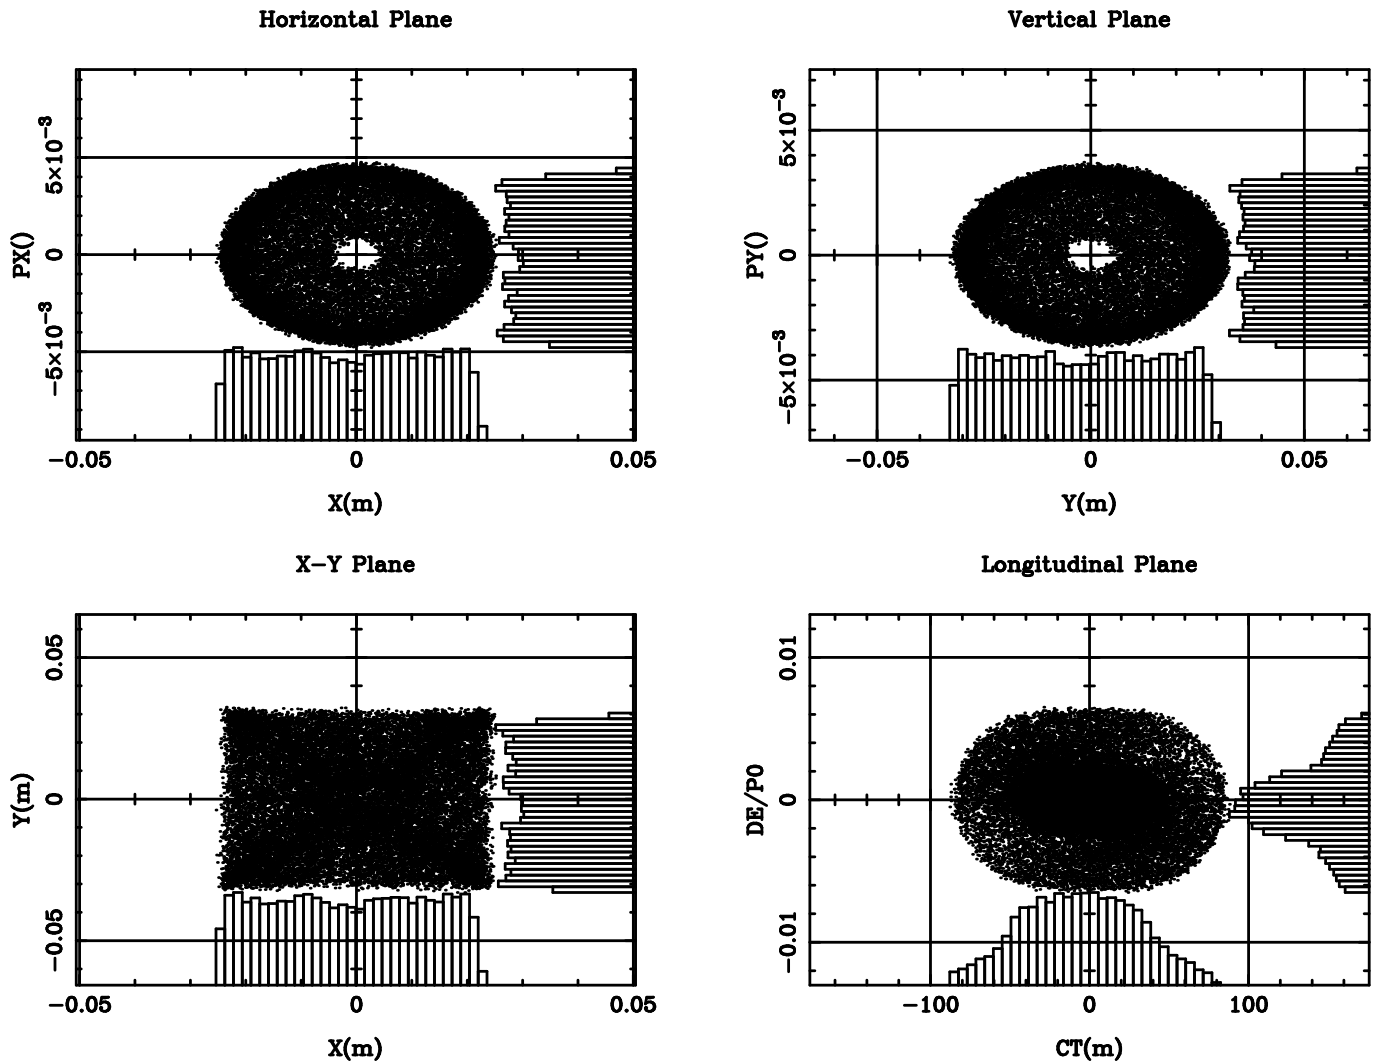 Horizontal Plane
PX()
5×10⁻³
0
−5×10⁻³
−0.05 0 0.05
X(m)
Vertical Plane
PY()
5×10⁻³
0
−5×10⁻³
−0.05 0 0.05
Y(m)
X−Y Plane
Y(m)
0.05
0
−0.05
−0.05 0 0.05
X(m)
Longitudinal Plane
DE/P0
0.01
0
−0.01
−100 0 100
CT(m)